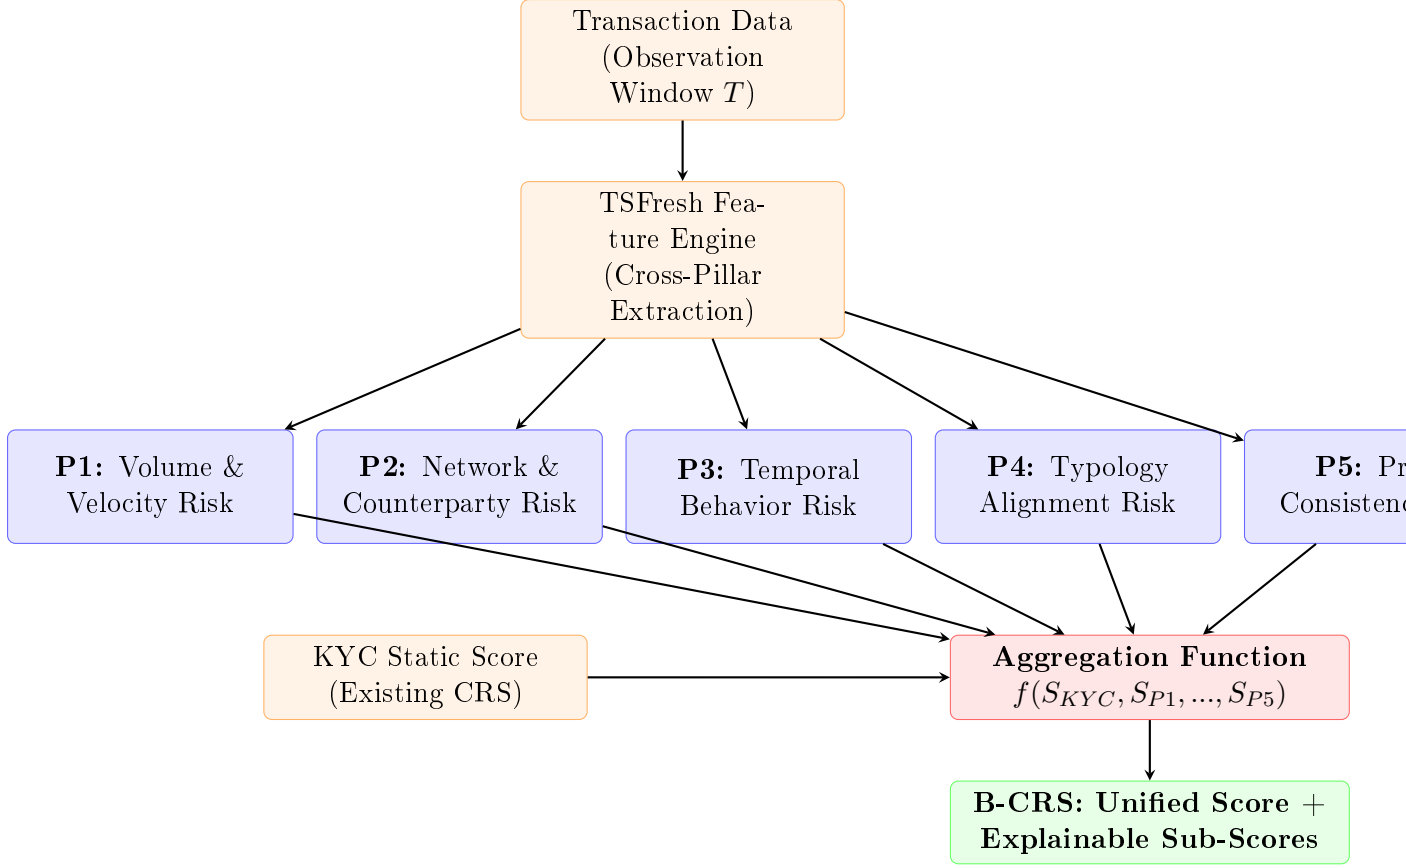 Transaction Data
(Observation
Window T)
TSFresh Fea-
ture Engine
(Cross-Pillar
Extraction)
P1: Volume &
Velocity Risk
P2: Network &
Counterparty Risk
P3: Temporal
Behavior Risk
P4: Typology
Alignment Risk
P5:
KYC Static Score
(Existing CRS)
Aggregation Function
f(S_{KYC}, S_{P1}, ..., S_{P5})
B-CRS: Unified Score +
Explainable Sub-Scores